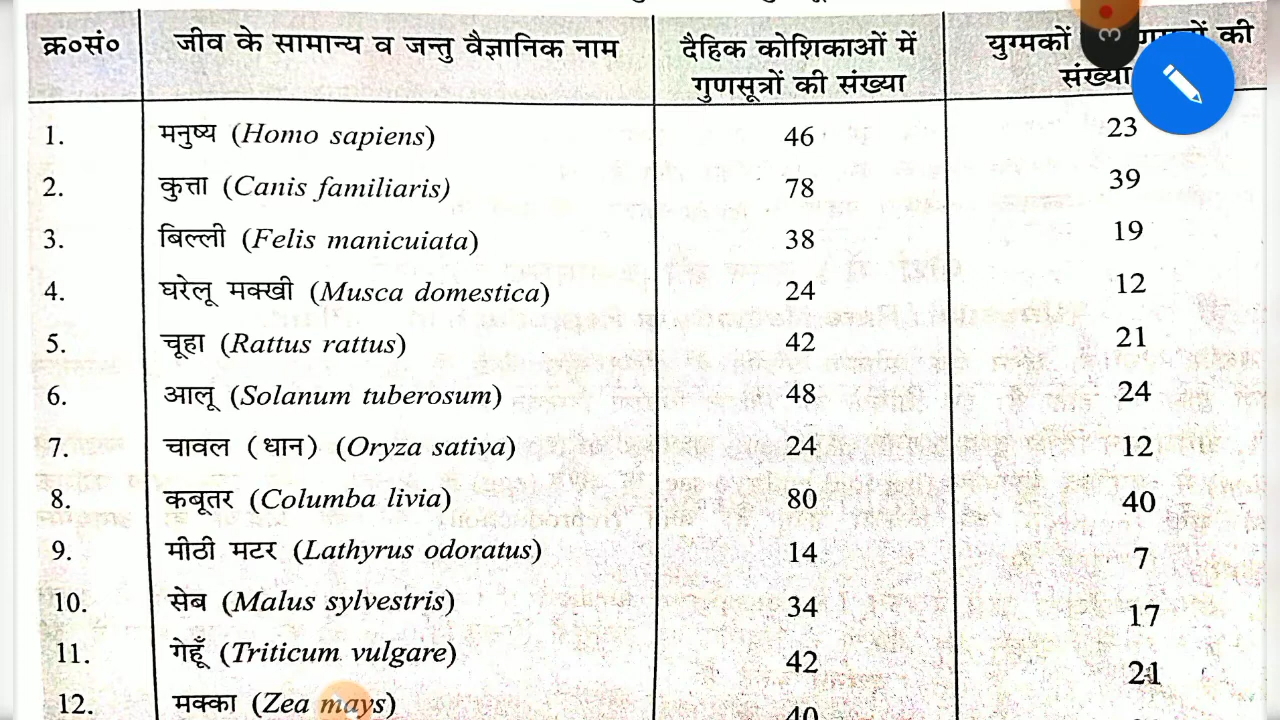 क्र०सं० जीव के सामान्य व जन्तु वैज्ञानिक नाम दैहिक कोशिकाओं में गुणसूत्रों की संख्या युग्मकों की संख्या
1. मनुष्य (Homo sapiens) 46 23
2. कुत्ता (Canis familiaris) 78 39
3. बिल्ली (Felis manicuiata) 38 19
4. घरेलू मक्खी (Musca domestica) 24 12
5. चूहा (Rattus rattus) 42 21
6. आलू (Solanum tuberosum) 48 24
7. चावल (धान) (Oryza sativa) 24 12
8. कबूतर (Columba livia) 80 40
9. मीठी मटर (Lathyrus odoratus) 14 7
10. सेब (Malus sylvestris) 34 17
11. गेहूँ (Triticum vulgare) 42 21
12. मक्का (Zea mays)